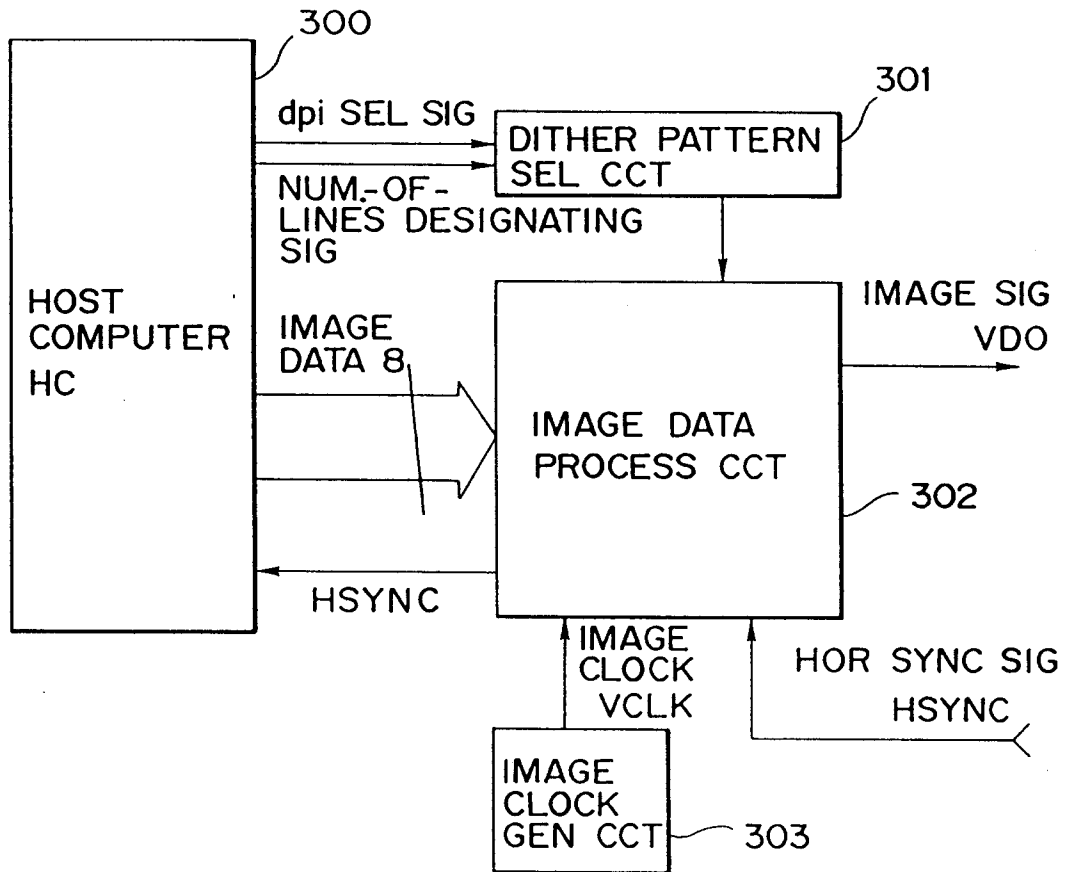 300
301
dpi SEL SIG
DITHER PATTERN
SEL CCT
NUM.-OF-
LINES DESIGNATING
SIG
HOST
COMPUTER
HC
IMAGE
DATA 8
IMAGE SIG
VDO
IMAGE DATA
PROCESS CCT
302
HSYNC
IMAGE
CLOCK
VCLK
HOR SYNC SIG
HSYNC
IMAGE
CLOCK
GEN CCT
303